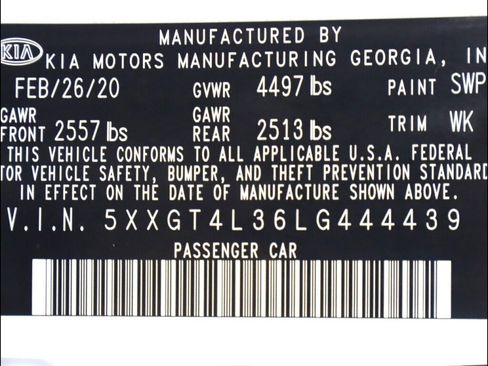 MANUFACTURED BY
KIA KIA MOTORS MANUFACTURING GEORGIA, IN
FEB/26/20 GVWR 4497 lbs PAINT SWP
GAWR FRONT 2557 lbs GAWR REAR 2513 lbs TRIM WK
THIS VEHICLE CONFORMS TO ALL APPLICABLE U.S.A. FEDERAL
TOR VEHICLE SAFETY, BUMPER, AND THEFT PREVENTION STANDARD
IN EFFECT ON THE DATE OF MANUFACTURE SHOWN ABOVE.
V.I.N. 5XXGT4L36LG444439
PASSENGER CAR